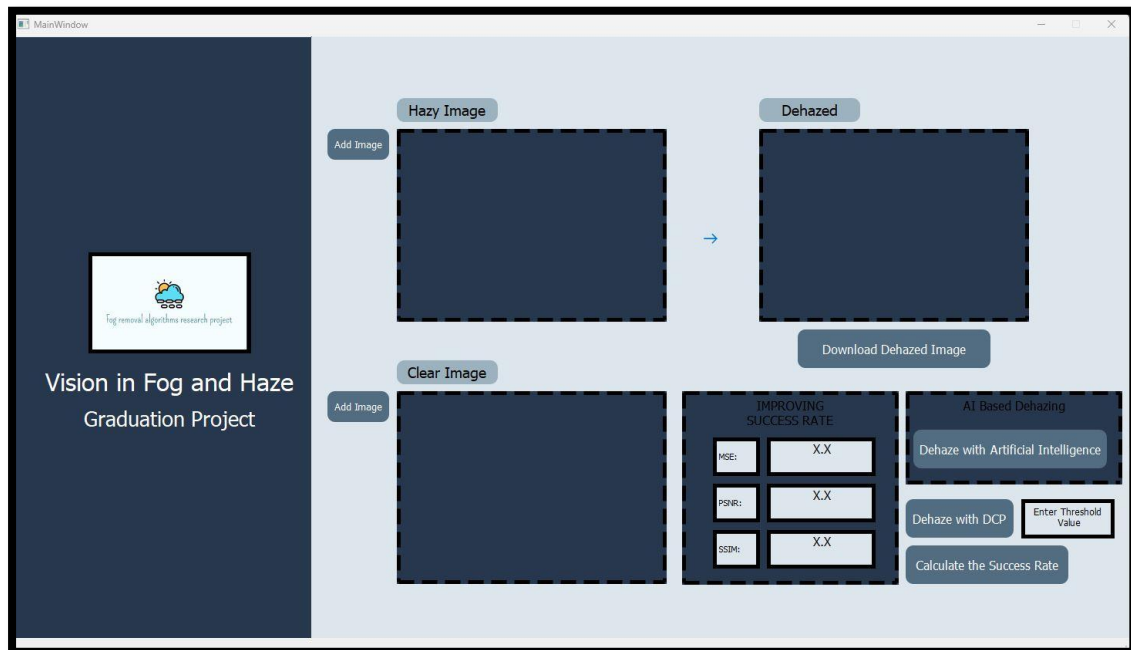 MainWindow
Hazy Image
Dehazed
Add Image
Fog removal algorithms research project
Vision in Fog and Haze
Graduation Project
Download Dehazed Image
Clear Image
Add Image
IMPROVING
SUCCESS RATE
MSE:
X.X
PSNR:
X.X
SSIM:
X.X
AI Based Dehazing
Dehaze with Artificial Intelligence
Dehaze with DCP
Enter Threshold
Value
Calculate the Success Rate